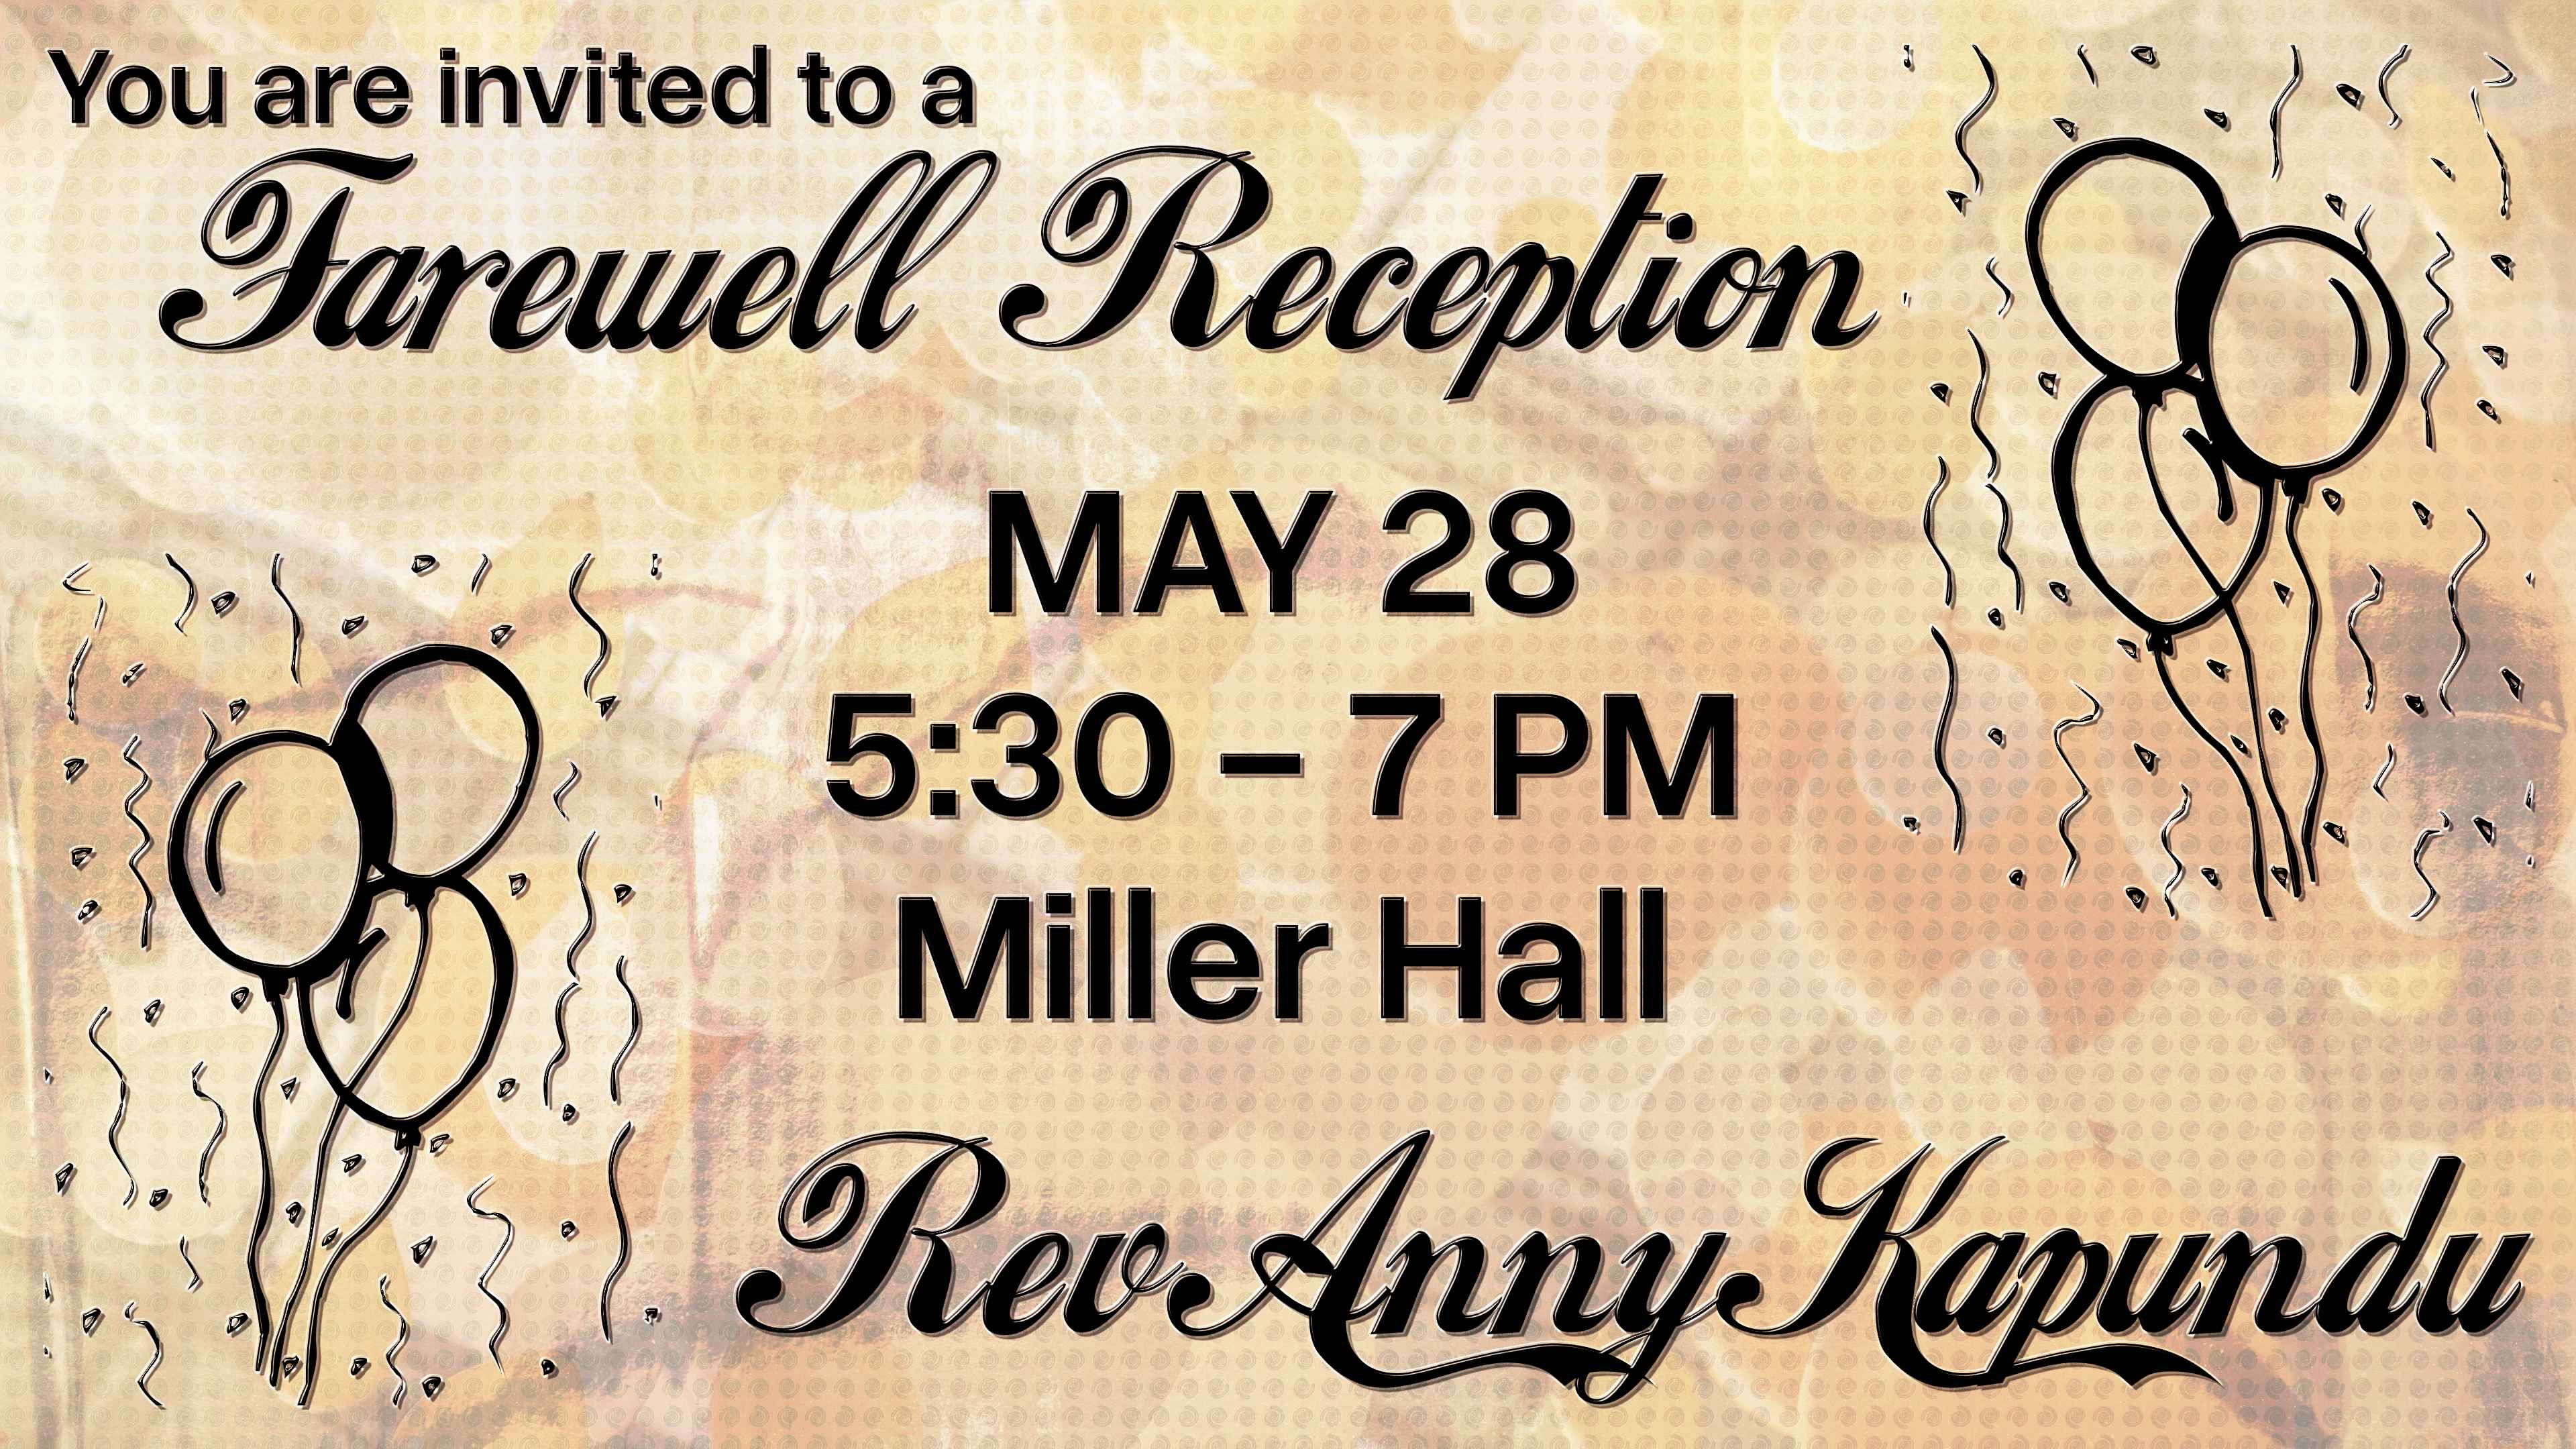 You are invited to a
Farewell Reception
MAY 28
5:30 – 7 PM
Miller Hall
Rev Anny Kapundu